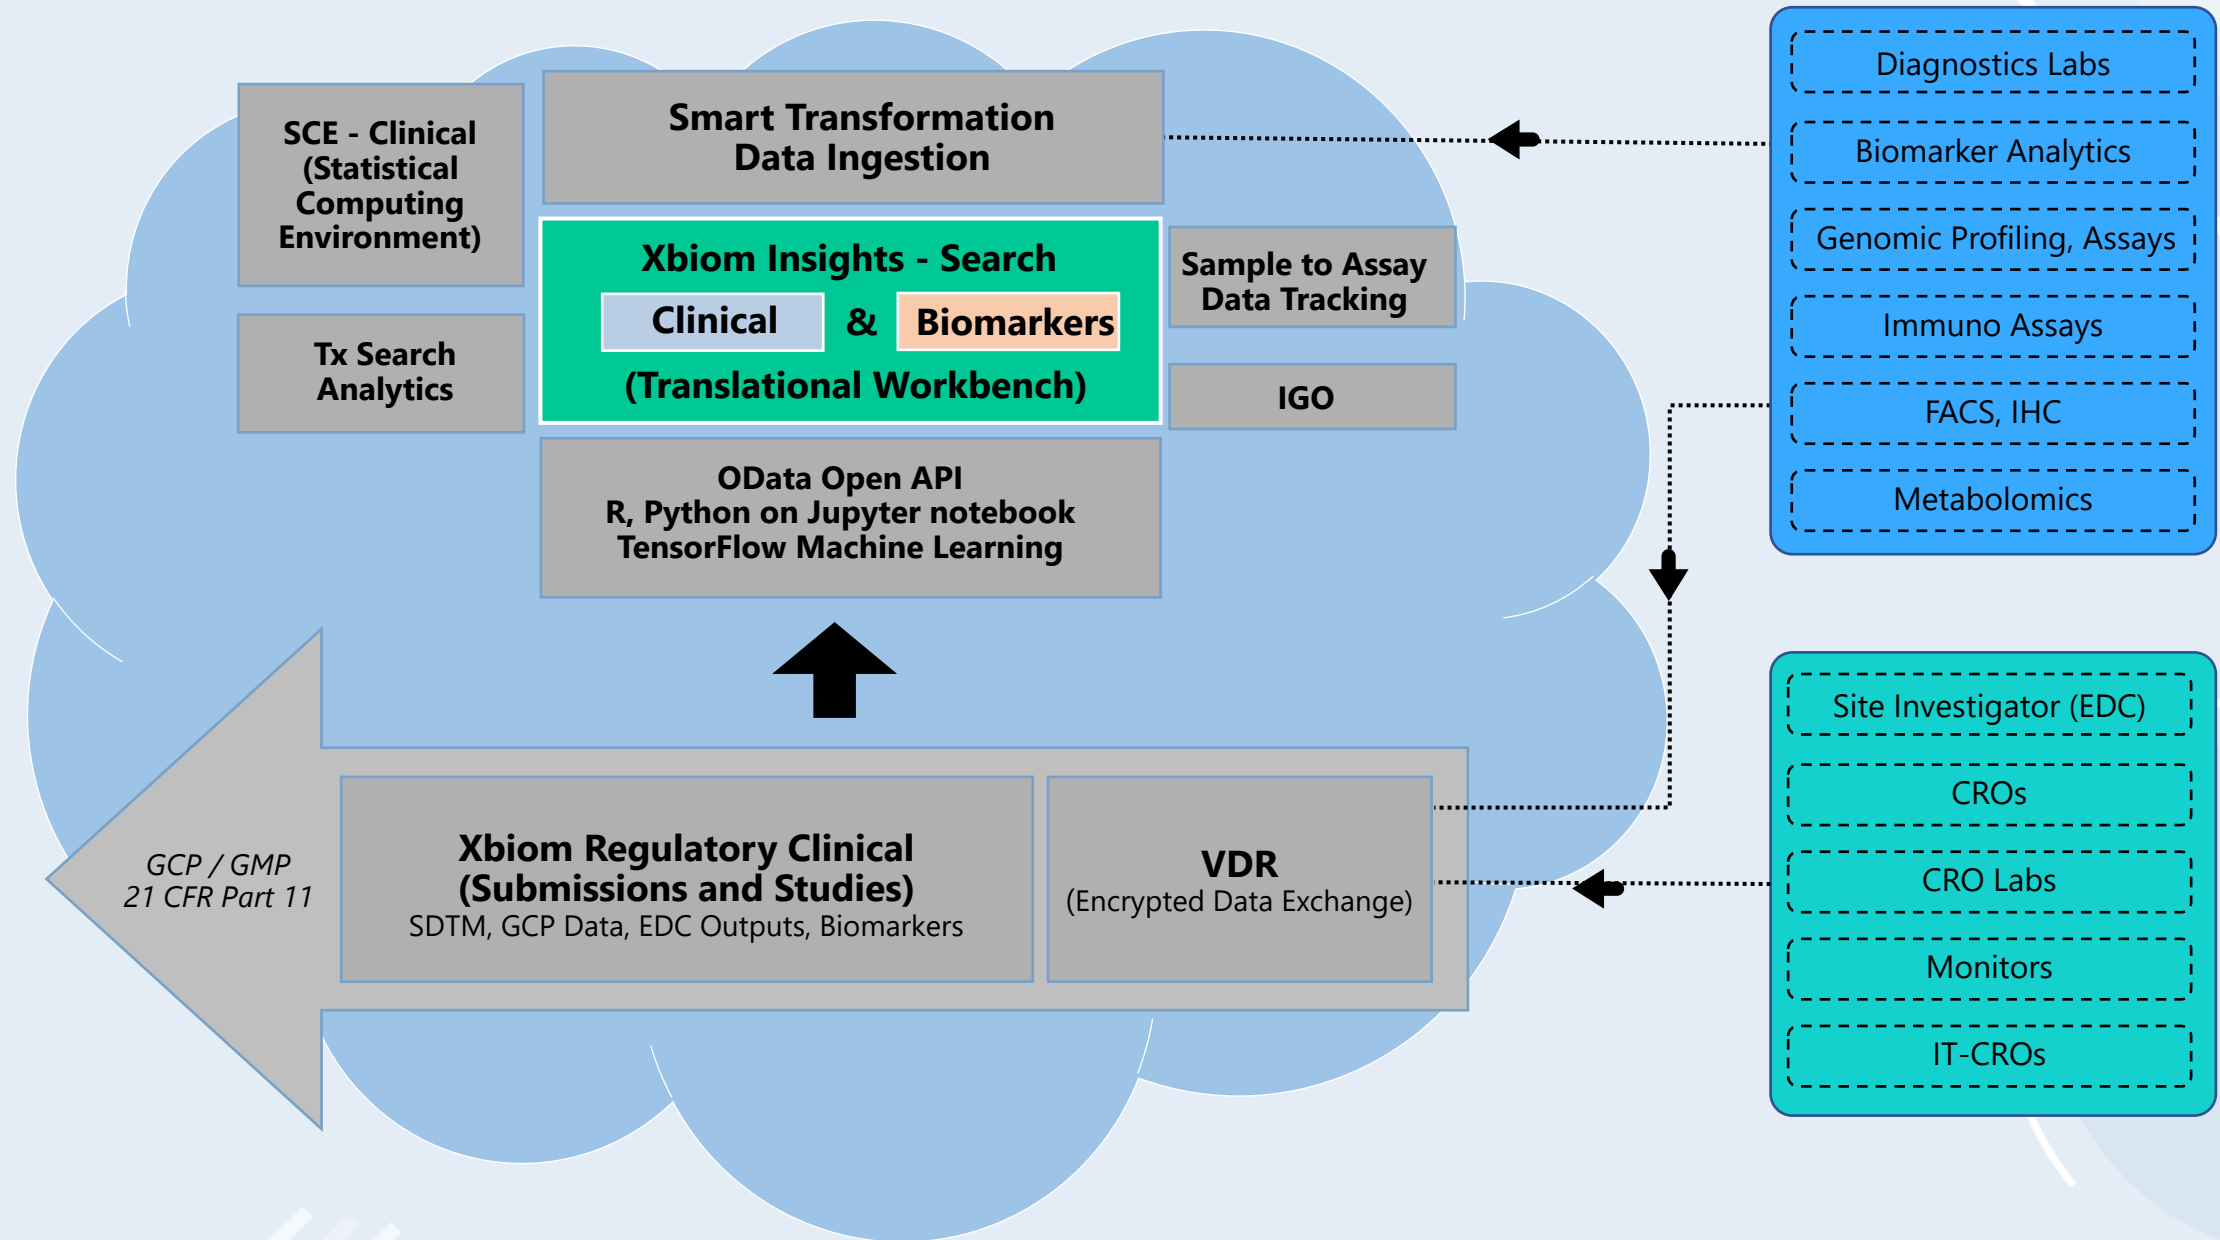 SCE - Clinical
(Statistical
Computing
Environment)
Tx Search
Analytics
Smart Transformation
Data Ingestion
Xbiom Insights - Search
Clinical & Biomarkers
(Translational Workbench)
Sample to Assay
Data Tracking
IGO
OData Open API
R, Python on Jupyter notebook
TensorFlow Machine Learning
GCP / GMP
21 CFR Part 11
Xbiom Regulatory Clinical
(Submissions and Studies)
SDTM, GCP Data, EDC Outputs, Biomarkers
VDR
(Encrypted Data Exchange)
Diagnostics Labs
Biomarker Analytics
Genomic Profiling, Assays
Immuno Assays
FACS, IHC
Metabolomics
Site Investigator (EDC)
CROs
CRO Labs
Monitors
IT-CROs